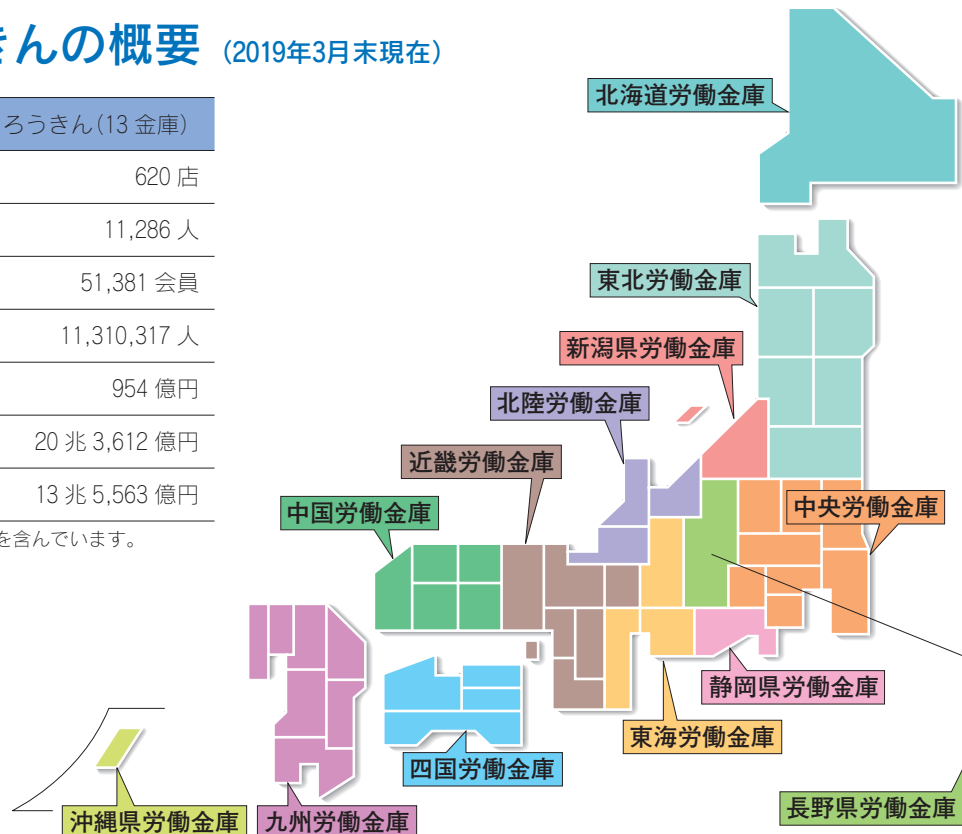 きんの概要 (2019年3月末現在)
ろうきん(13 金庫)
620 店
11,286 人
51,381 会員
11,310,317 人
954 億円
20 兆 3,612 億円
13 兆 5,563 億円
を含んでいます。
北海道労働金庫
東北労働金庫
新潟県労働金庫
北陸労働金庫
近畿労働金庫
中国労働金庫
中央労働金庫
静岡県労働金庫
東海労働金庫
四国労働金庫
長野県労働金庫
沖縄県労働金庫
九州労働金庫